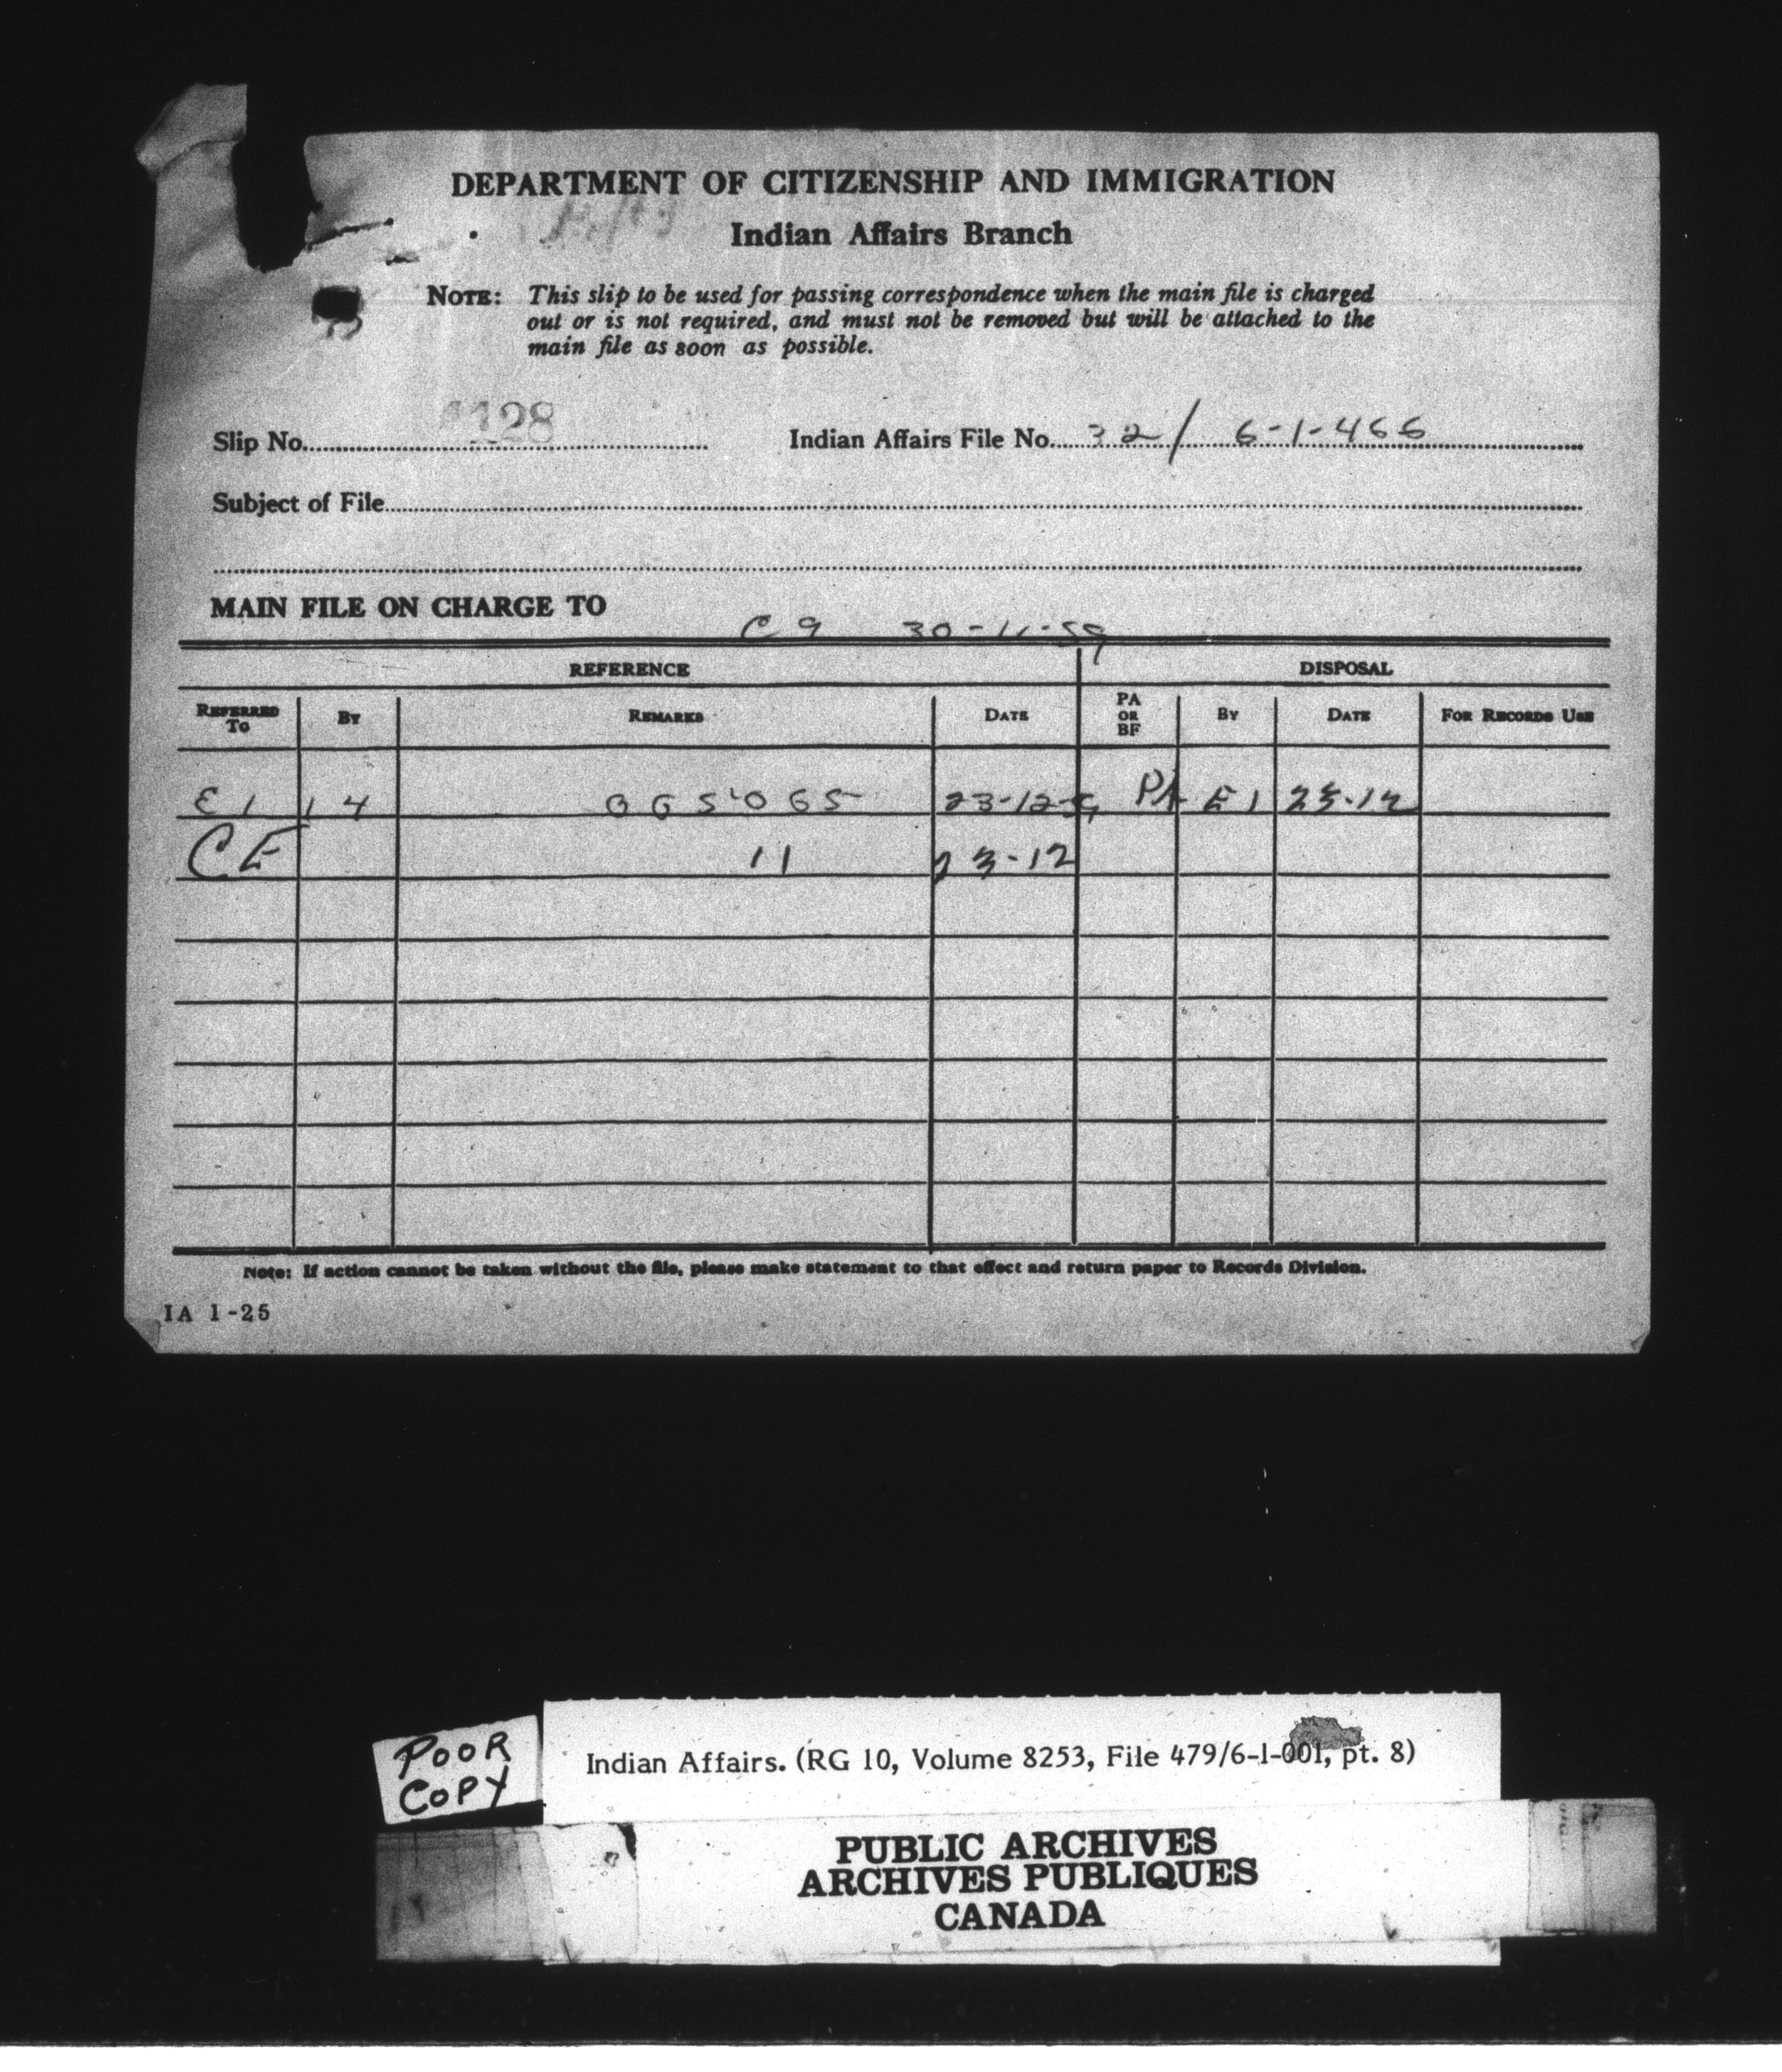 DEPARTMENT OF CITIZENSHIP AND IMMIGRATION
Indian Affairs Branch
NOTE: This slip to be used for passing correspondence when the main file is charged
out or is not required, and must not be removed but will be attached to the
main file as soon as possible.
Slip No. 128 Indian Affairs File No. 32/ 6-1-466
Subject of File
MAIN FILE ON CHARGE TO
C 9 30-11-59
REFERENCE DISPOSAL
REFERRED To BY REMARKS DATE PA OR BF BY DATE FOR RECORDS USE
E1 14 23-12-59 PA E1 23-12
CE 11 23-12
Note: If action cannot be taken without the file, please make statement to that effect and return paper to Records Division.
IA 1-25
POOR
COPY
Indian Affairs. (RG 10, Volume 8253, File 479/6-1-001, pt. 8)
PUBLIC ARCHIVES
ARCHIVES PUBLIQUES
CANADA